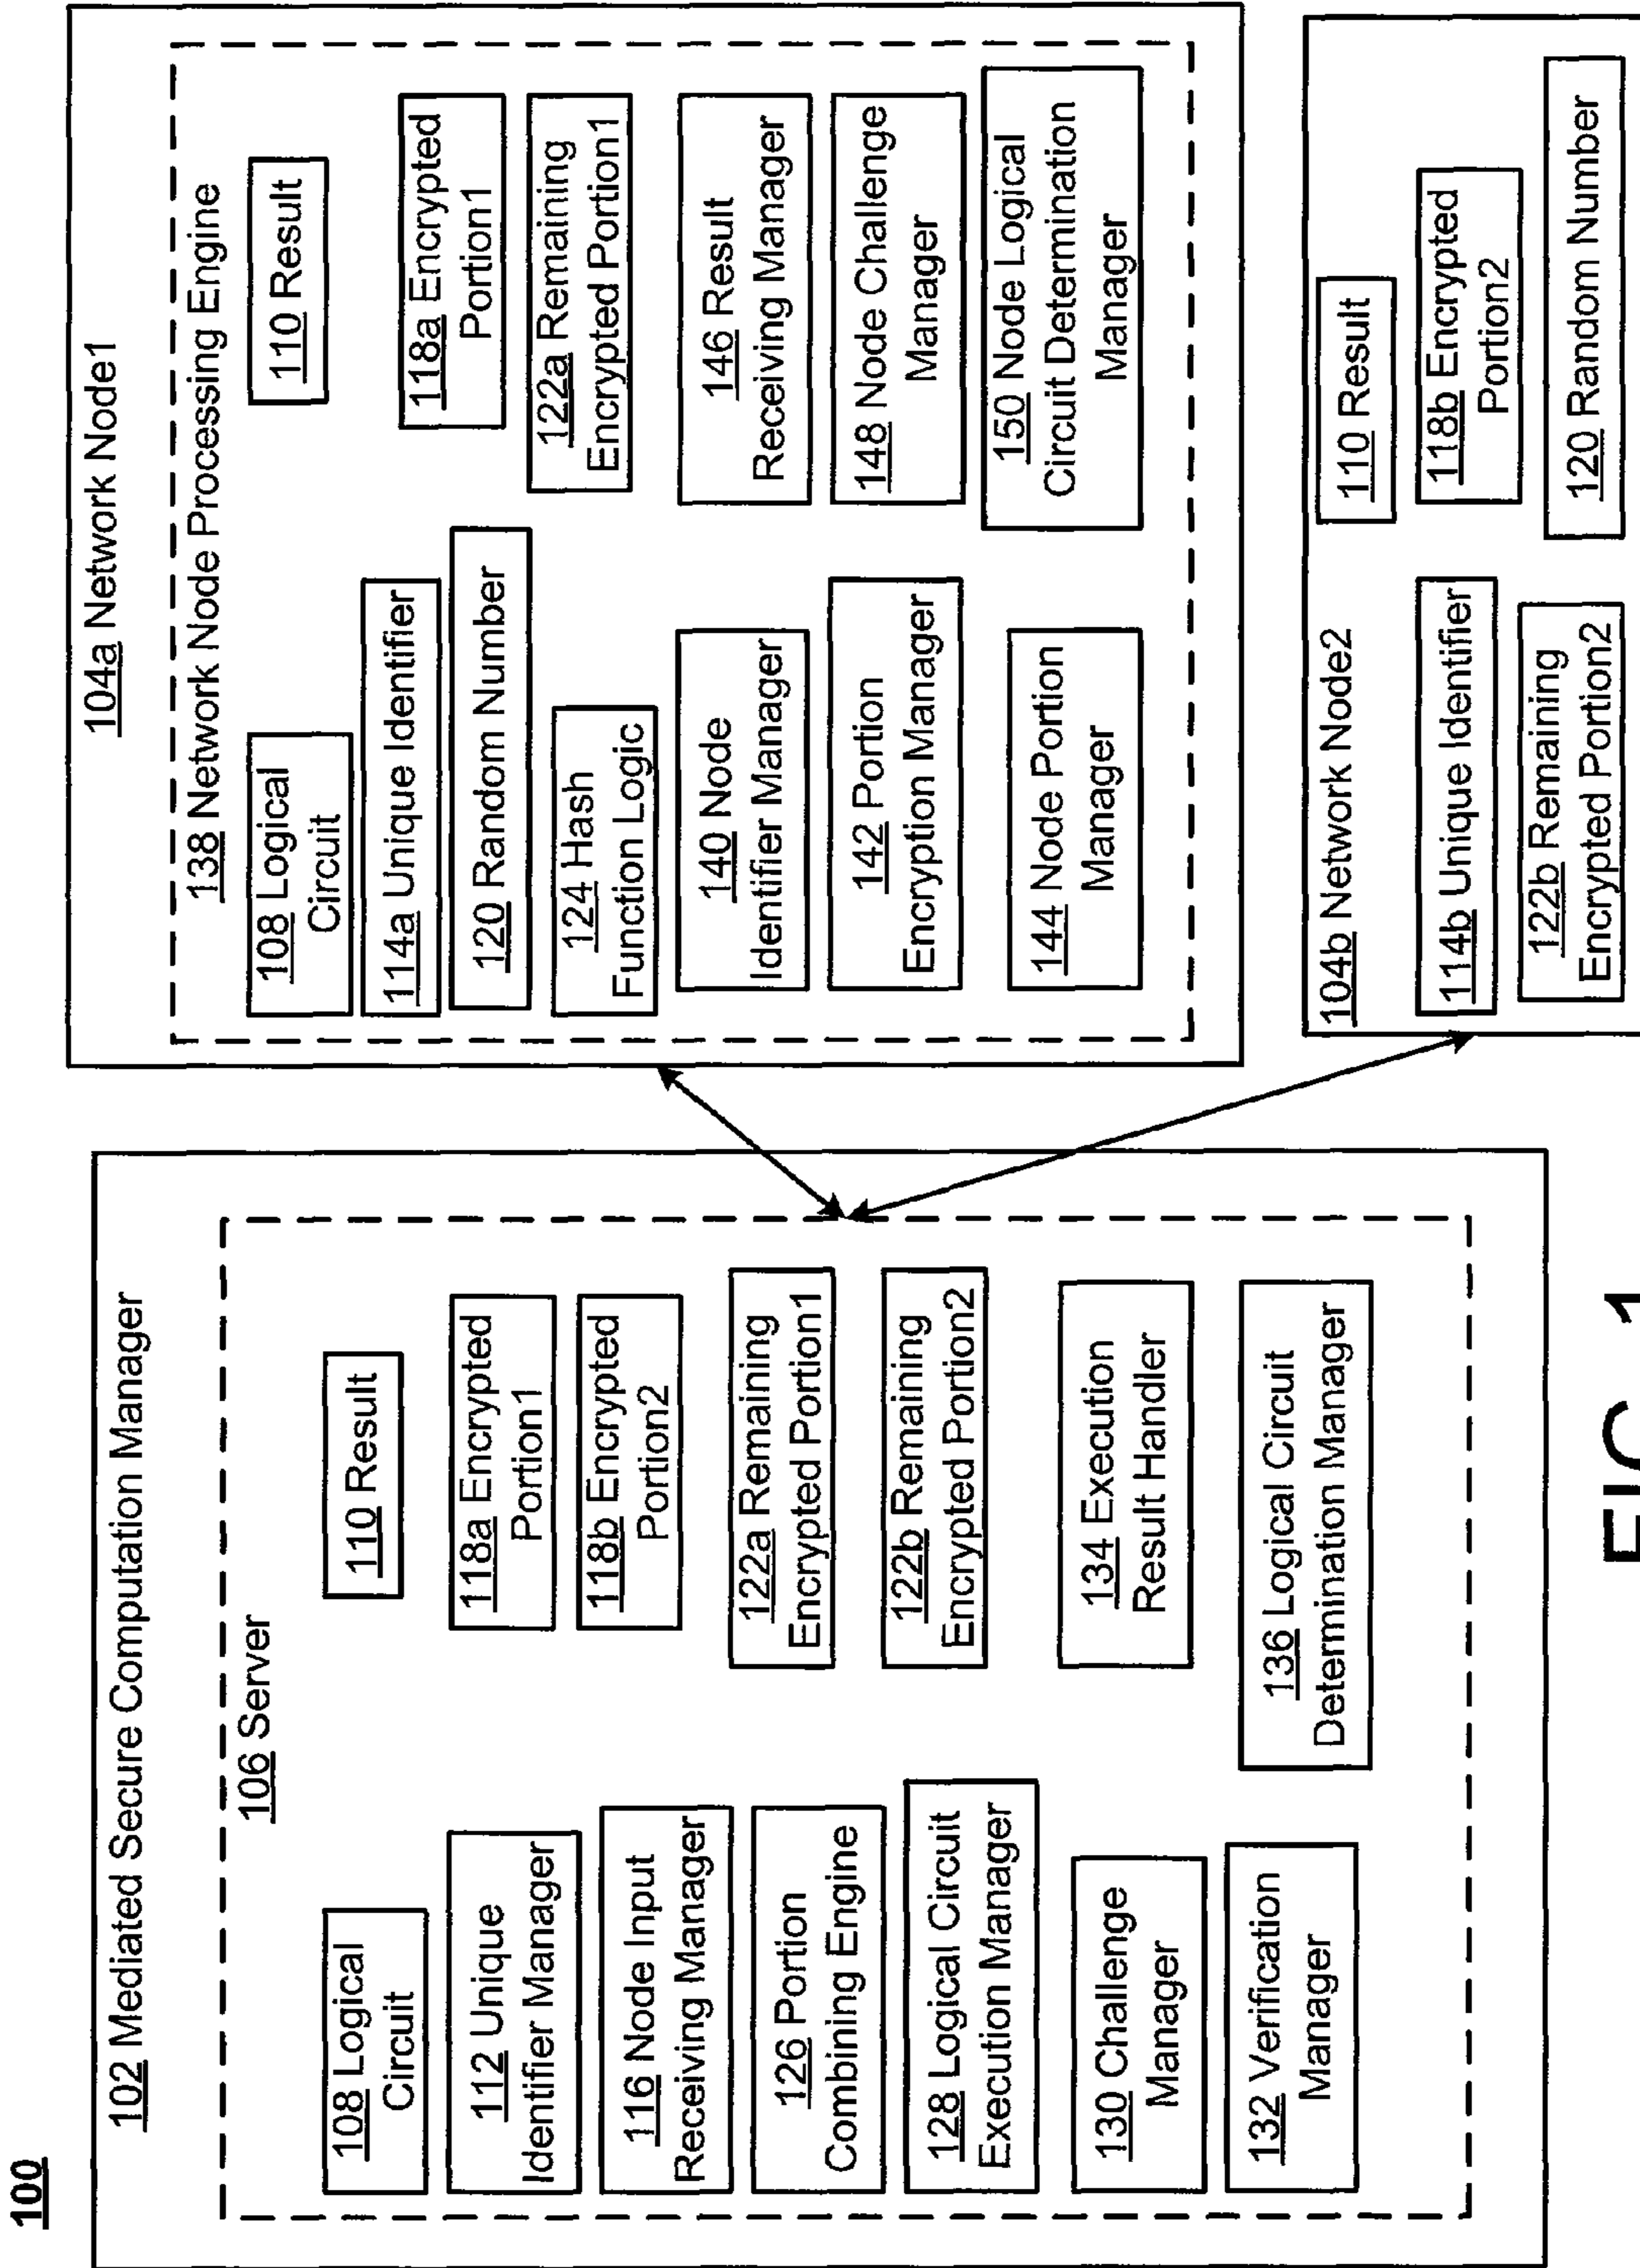 100
102 Mediated Secure Computation Manager
106 Server
108 Logical
Circuit
112 Unique
Identifier Manager
116 Node Input
Receiving Manager
126 Portion
Combining Engine
128 Logical Circuit
Execution Manager
130 Challenge
Manager
132 Verification
Manager
110 Result
118a Encrypted
Portion1
118b Encrypted
Portion2
122a Remaining
Encrypted Portion1
122b Remaining
Encrypted Portion2
134 Execution
Result Handler
136 Logical Circuit
Determination Manager
104a Network Node1
138 Network Node Processing Engine
108 Logical
Circuit
114a Unique Identifier
120 Random Number
124 Hash
Function Logic
140 Node
Identifier Manager
142 Portion
Encryption Manager
144 Node Portion
Manager
110 Result
118a Encrypted
Portion1
122a Remaining
Encrypted Portion1
146 Result
Receiving Manager
148 Node Challenge
Manager
150 Node Logical
Circuit Determination
Manager
104b Network Node2
114b Unique Identifier
122b Remaining
Encrypted Portion2
110 Result
118b Encrypted
Portion2
120 Random Number
FIG. 1